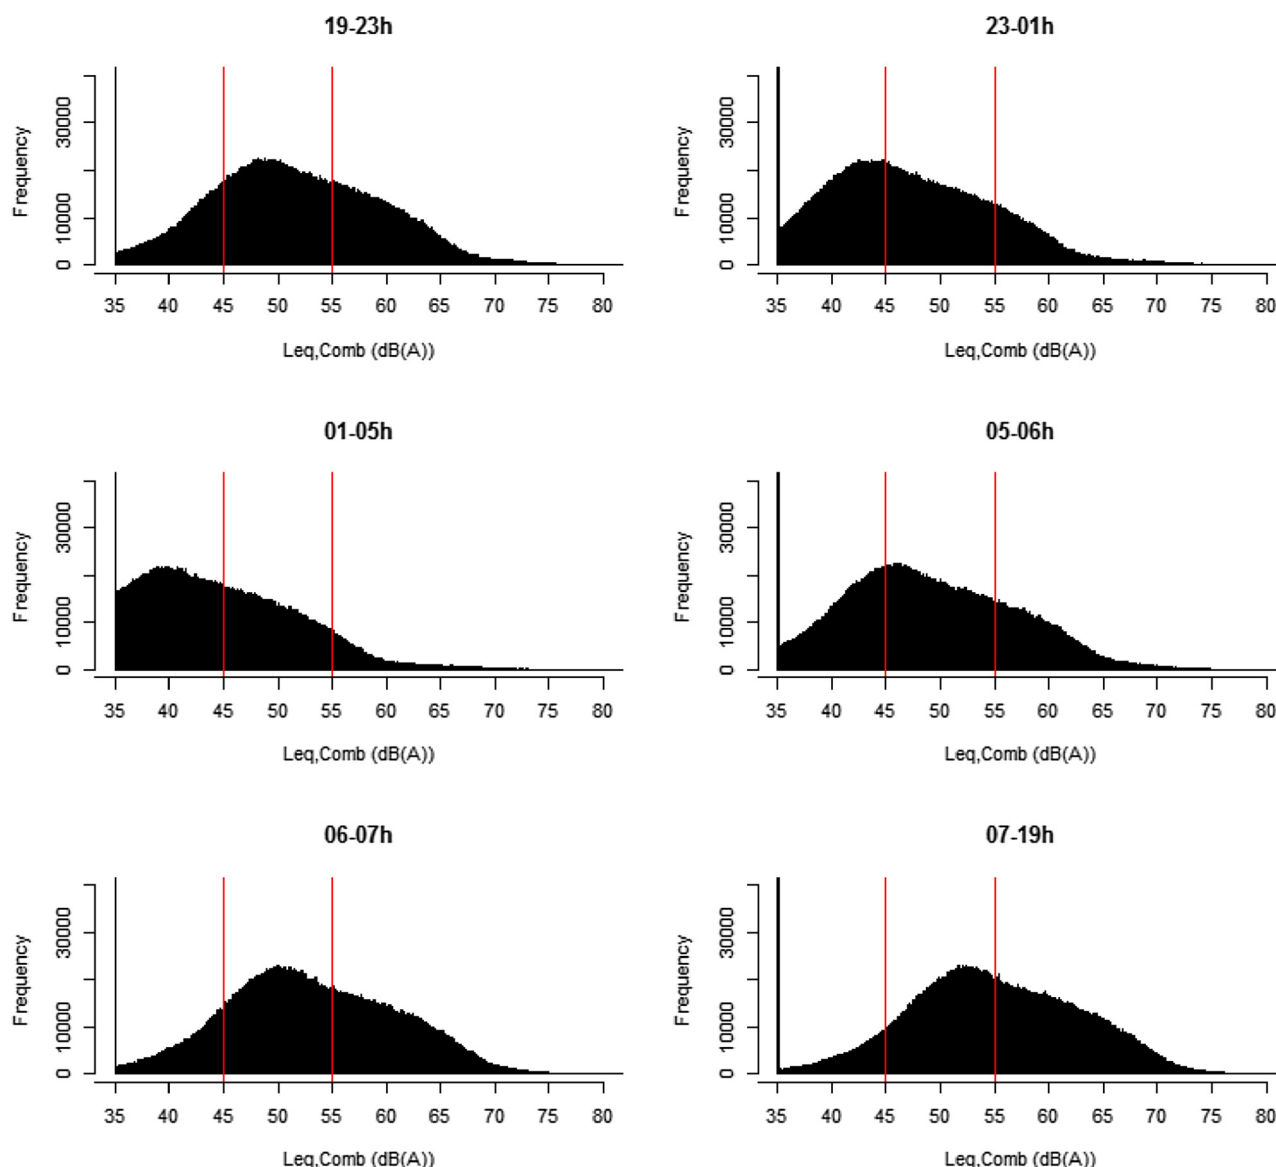 19-23h
Frequency
0 10000 30000
35 40 45 50 55 60 65 70 75 80
Leq,Comb (dB(A))
23-01h
Frequency
0 10000 30000
35 40 45 50 55 60 65 70 75 80
Leq,Comb (dB(A))
01-05h
Frequency
0 10000 30000
35 40 45 50 55 60 65 70 75 80
Leq,Comb (dB(A))
05-06h
Frequency
0 10000 30000
35 40 45 50 55 60 65 70 75 80
Leq,Comb (dB(A))
06-07h
Frequency
0 10000 30000
35 40 45 50 55 60 65 70 75 80
Leq,Comb (dB(A))
07-19h
Frequency
0 10000 30000
35 40 45 50 55 60 65 70 75 80
Leq,Comb (dB(A))